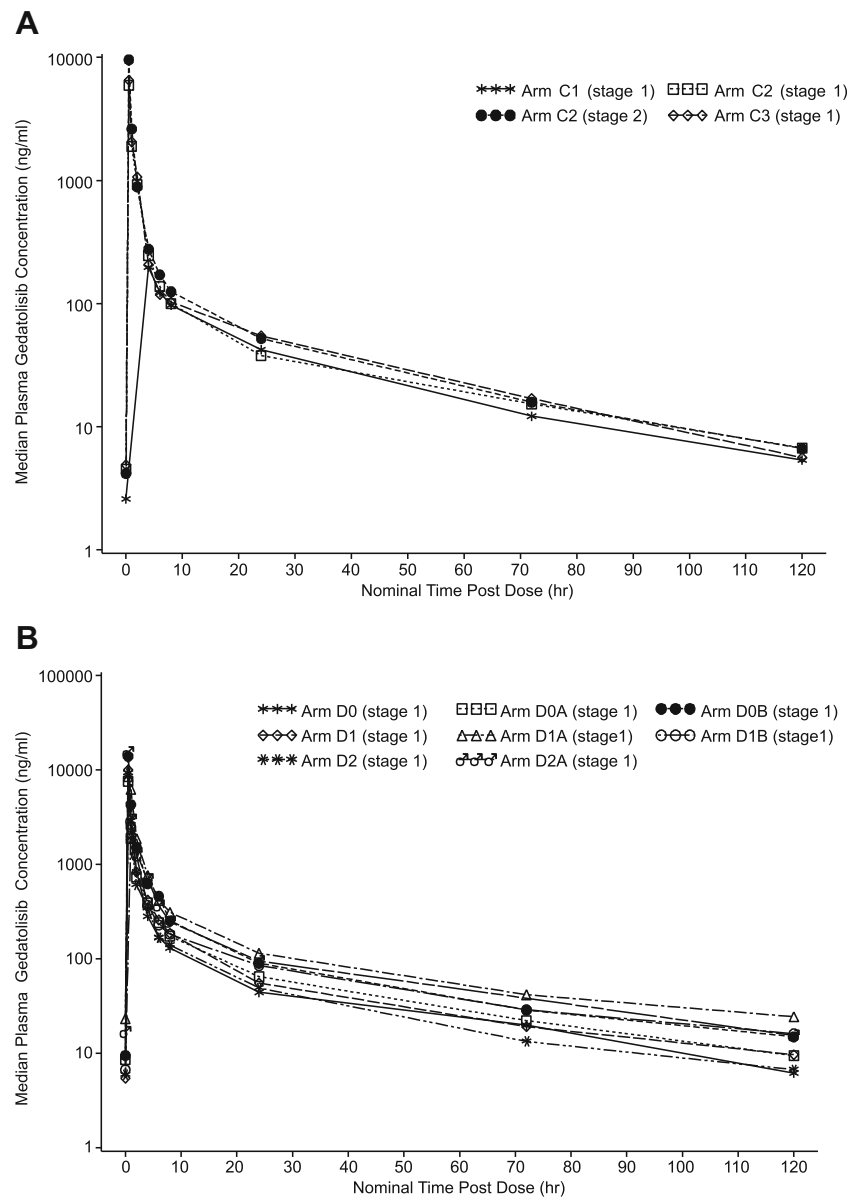 A
Median Plasma Gedatolisib Concentration (ng/ml)
10000
1000
100
10
1
Arm C1 (stage 1) Arm C2 (stage 1)
Arm C2 (stage 2) Arm C3 (stage 1)
0 10 20 30 40 50 60 70 80 90 100 110 120
Nominal Time Post Dose (hr)
B
Median Plasma Gedatolisib Concentration (ng/ml)
100000
10000
1000
100
10
1
Arm D0 (stage 1) Arm D0A (stage 1) Arm D0B (stage 1)
Arm D1 (stage 1) Arm D1A (stage1) Arm D1B (stage1)
Arm D2 (stage 1) Arm D2A (stage 1)
0 10 20 30 40 50 60 70 80 90 100 110 120
Nominal Time Post Dose (hr)